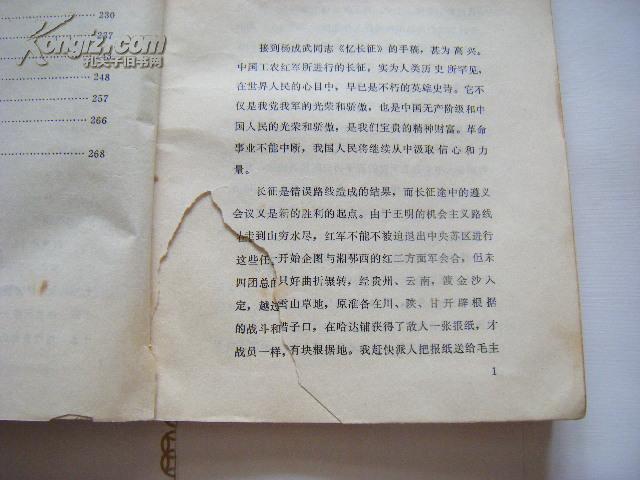 230
237
248
257
268
Kongfz.com
孔夫子旧书网
接到杨成武同志《忆长征》的手稿，甚为高兴。
中国工农红军所进行的长征，实为人类历史所罕见，
在世界人民的心目中，早已是不朽的英雄史诗。它不
仅是我党我军的光荣和骄傲，也是中国无产阶级和中
国人民的光荣和骄傲，是我们宝贵的精神财富。革命
事业不能中断，我国人民将继续从中汲取信心和力
量。
长征是错误路线造成的结果，而长征途中的遵义
会议又是新的胜利的起点。由于王明的机会主义路线
走到山穷水尽，红军不能不被迫退出中央苏区进行
这些任 开始企图与湘鄂西的红二方面军会合，但未
四团总的 只好曲折辗转，经贵州、云南，渡金沙入
定，越过 雪山草地，原准备在川、陕、甘开辟根据
的战斗和 子口，在哈达铺获得了敌人一张报纸，才
战员一样， 有块根据地。我赶快派人把报纸送给毛主
1